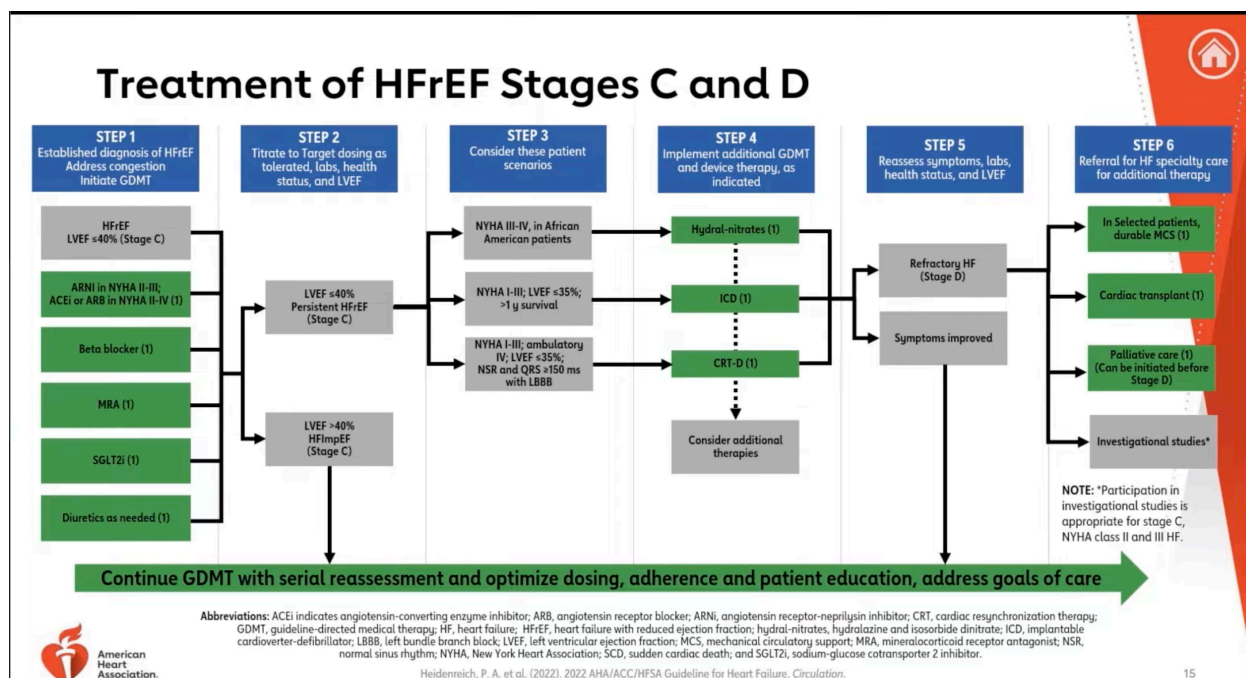 Treatment of HFrEF Stages C and D
STEP 1
Established diagnosis of HFrEF
Address congestion
Initiate GDMT
HFrEF
LVEF ≤40% (Stage C)
ARNI in NYHA II-III;
ACEi or ARB in NYHA II-IV (1)
Beta blocker (1)
MRA (1)
SGLT2i (1)
Diuretics as needed (1)
STEP 2
Titrate to Target dosing as
tolerated, labs, health
status, and LVEF
LVEF ≤40%
Persistent HFrEF
(Stage C)
LVEF >40%
HFImpEF
(Stage C)
STEP 3
Consider these patient
scenarios
NYHA III-IV, in African
American patients
NYHA I-III; LVEF ≤35%;
>1 y survival
NYHA I-III; ambulatory
IV; LVEF ≤35%;
NSR and QRS ≥150 ms
with LBBB
STEP 4
Implement additional GDMT
and device therapy, as
indicated
Hydral-nitrates (1)
ICD (1)
CRT-D (1)
Consider additional
therapies
STEP 5
Reassess symptoms, labs,
health status, and LVEF
Refractory HF
(Stage D)
Symptoms improved
STEP 6
Referral for HF specialty care
for additional therapy
In Selected patients,
durable MCS (1)
Cardiac transplant (1)
Palliative care (1)
(Can be initiated before
Stage D)
Investigational studies*
NOTE: *Participation in
investigational studies is
appropriate for stage C,
NYHA class II and III HF.
Continue GDMT with serial reassessment and optimize dosing, adherence and patient education, address goals of care
Abbreviations: ACEi indicates angiotensin-converting enzyme inhibitor; ARB, angiotensin receptor blocker; ARNi, angiotensin receptor-neprilysin inhibitor; CRT, cardiac resynchronization therapy;
GDMT, guideline-directed medical therapy; HF, heart failure; HFrEF, heart failure with reduced ejection fraction; hydral-nitrates, hydralazine and isosorbide dinitrate; ICD, implantable
cardioverter-defibrillator; LBBB, left bundle branch block; LVEF, left ventricular ejection fraction; MCS, mechanical circulatory support; MRA, mineralocorticoid receptor antagonist; NSR,
normal sinus rhythm; NYHA, New York Heart Association; SCD, sudden cardiac death; and SGLT2i, sodium-glucose cotransporter 2 inhibitor.
American
Heart
Association.
Heidenreich, P. A. et al. (2022). 2022 AHA/ACC/HFSA Guideline for Heart Failure. Circulation.
15